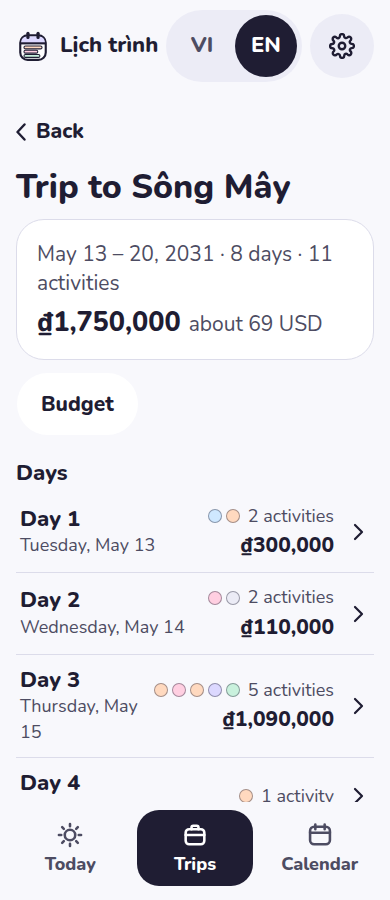 Lịch trình
VI
EN
Back
Trip to Sông Mây
May 13 – 20, 2031 · 8 days · 11
activities
₫1,750,000 about 69 USD
Budget
Days
Day 1
2 activities
Tuesday, May 13
₫300,000
Day 2
2 activities
Wednesday, May 14
₫110,000
Day 3
5 activities
Thursday, May
15
₫1,090,000
Day 4
1 activity
Today
Trips
Calendar